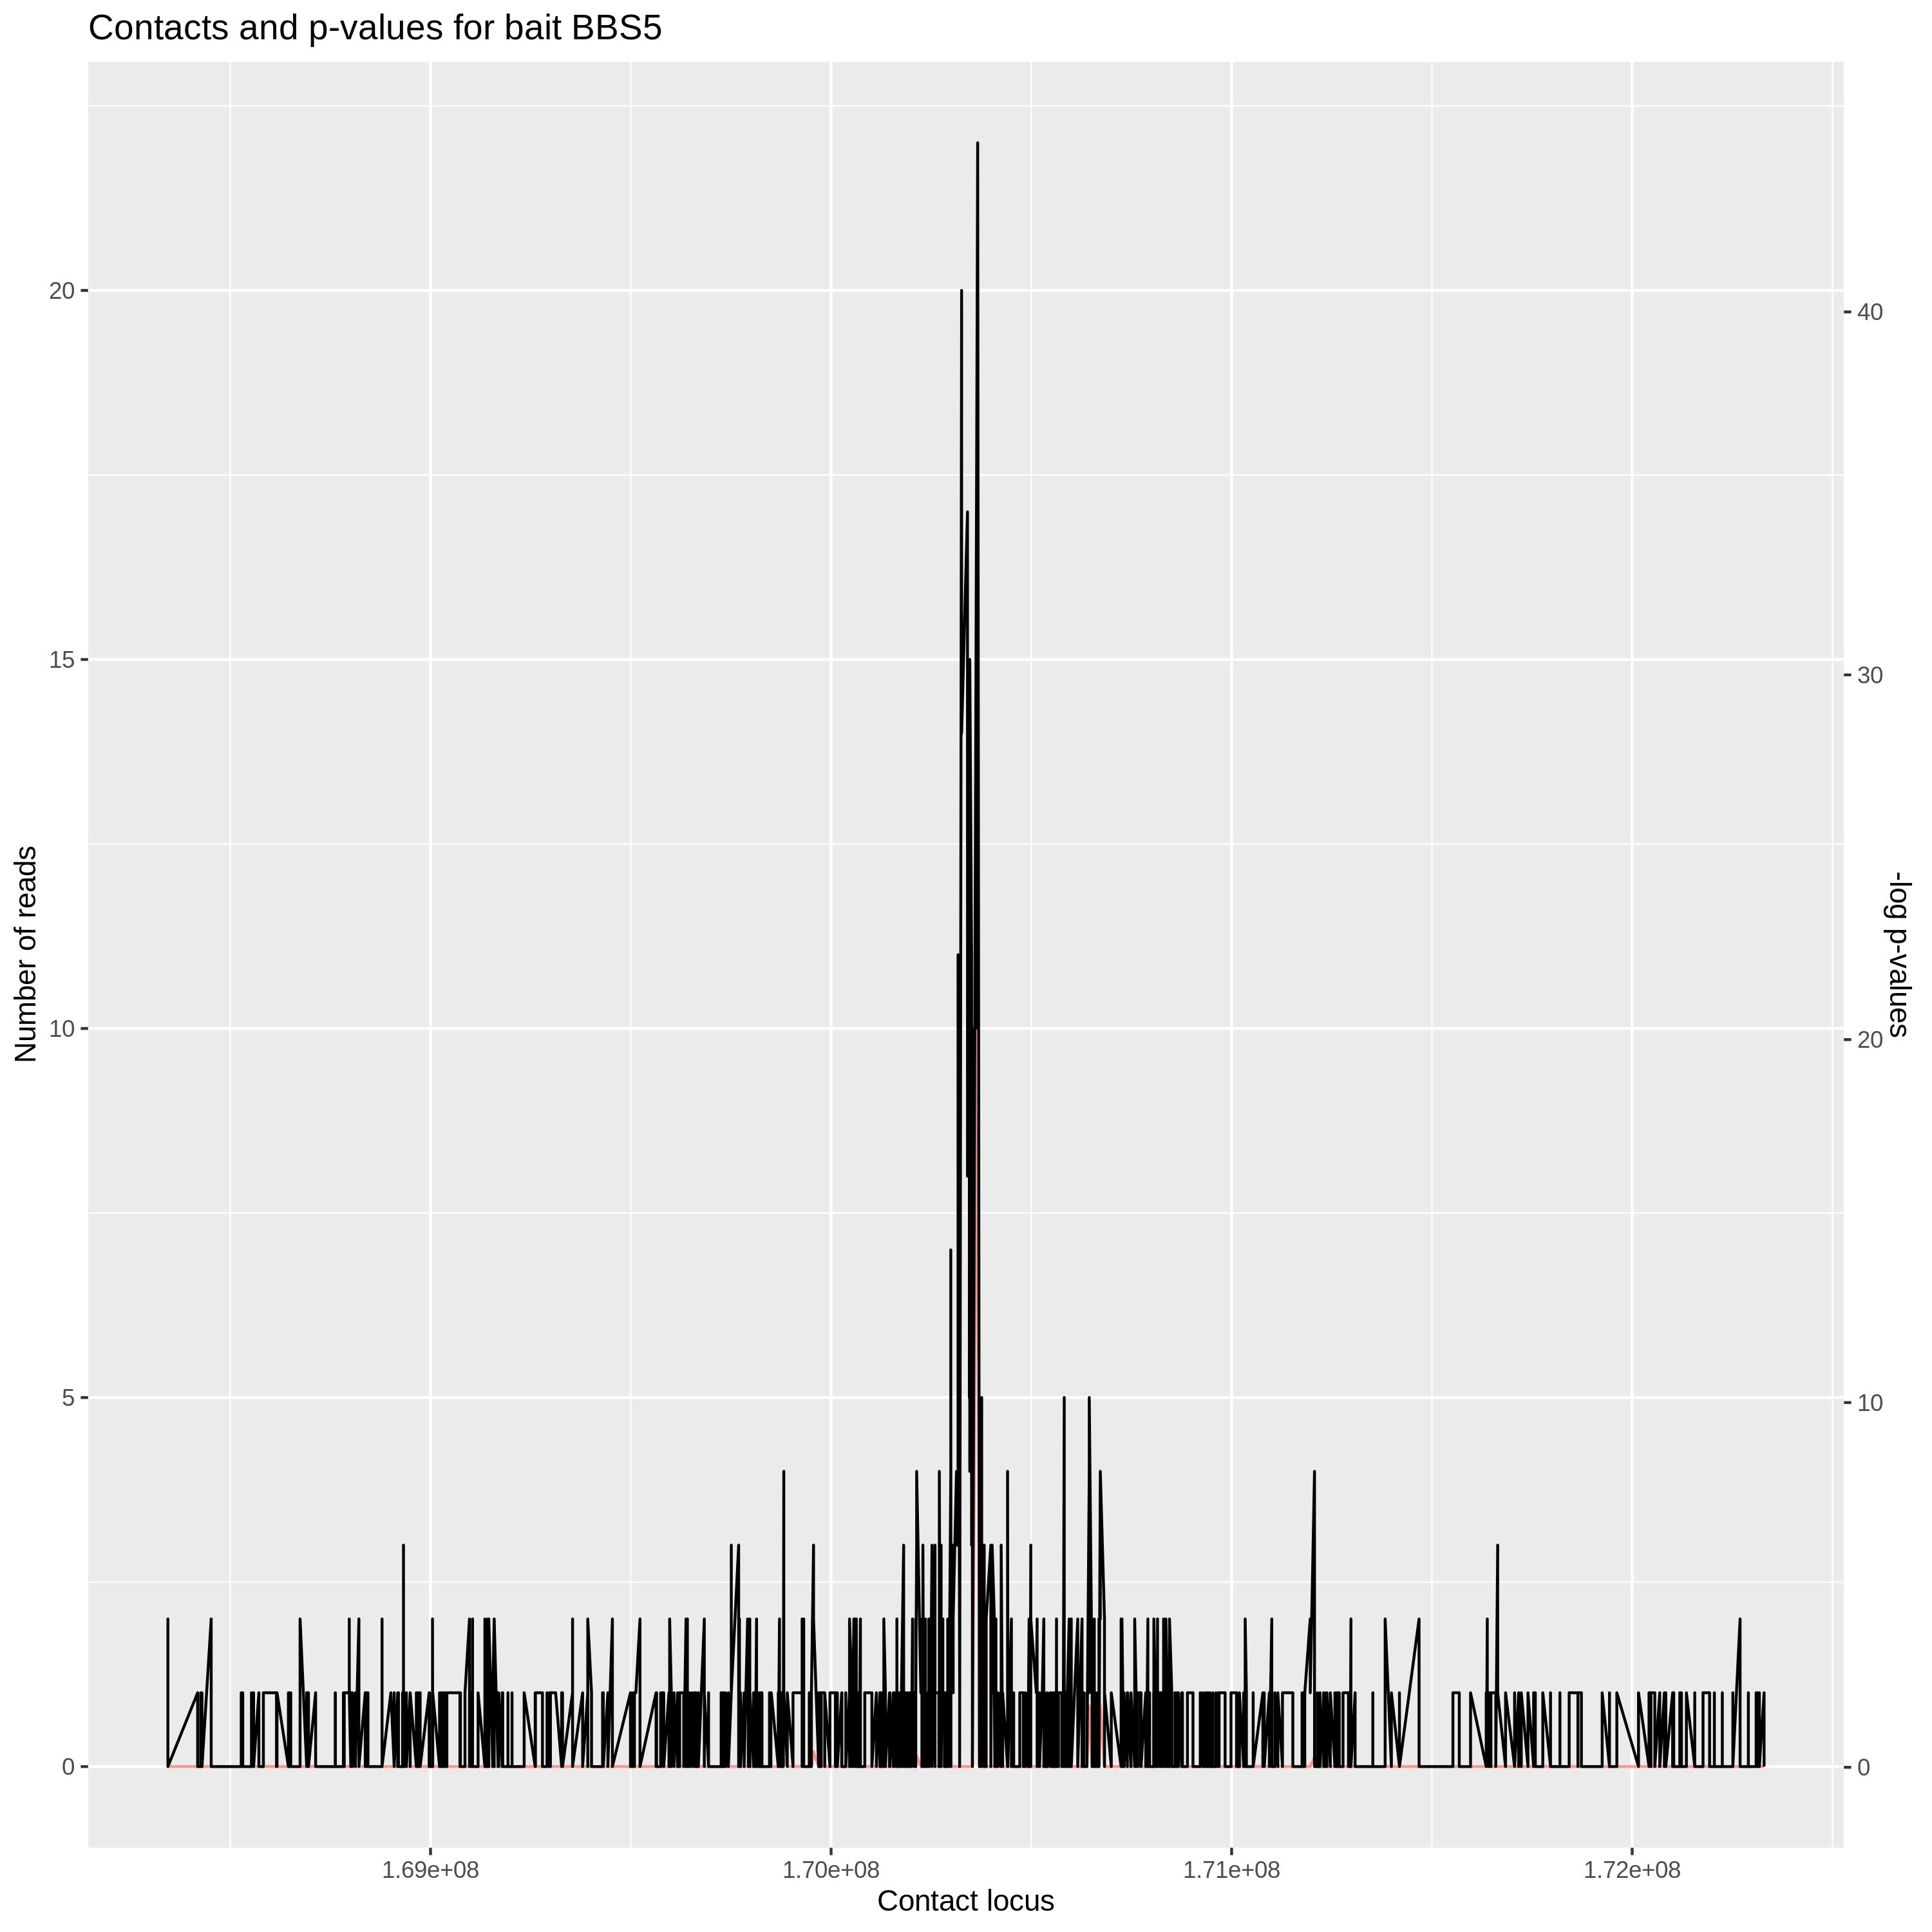 Contacts and p-values for bait BBS5
20
15
10
5
0
Number of reads
40
30
20
10
0
-log p-values
1.69e+08
1.70e+08
1.71e+08
1.72e+08
Contact locus